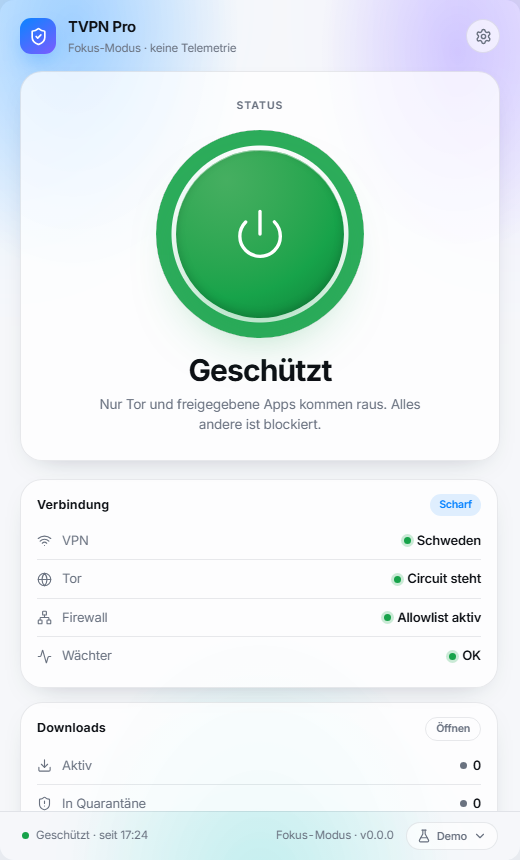 TVPN Pro
Fokus-Modus · keine Telemetrie
STATUS
Geschützt
Nur Tor und freigegebene Apps kommen raus. Alles
andere ist blockiert.
Verbindung
Scharf
VPN
Schweden
Tor
Circuit steht
Firewall
Allowlist aktiv
Wächter
OK
Downloads
Öffnen
Aktiv
0
In Quarantäne
0
Geschützt · seit 17:24
Fokus-Modus · v0.0.0
Demo